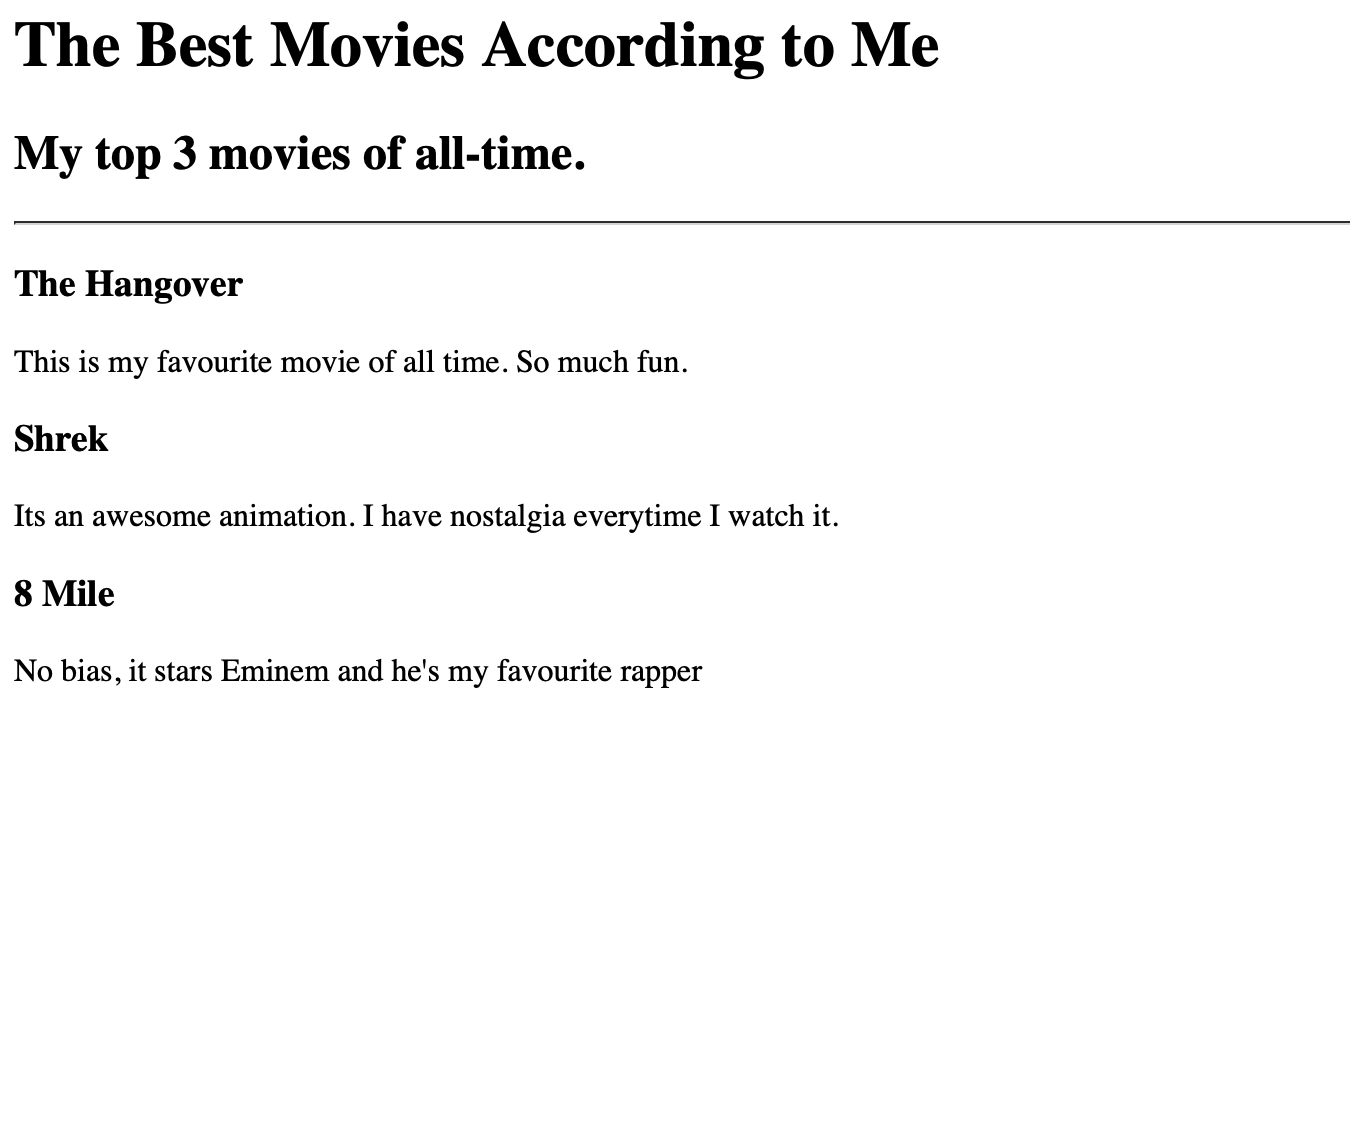 The Best Movies According to Me
My top 3 movies of all-time.
The Hangover
This is my favourite movie of all time. So much fun.
Shrek
Its an awesome animation. I have nostalgia everytime I watch it.
8 Mile
No bias, it stars Eminem and he's my favourite rapper